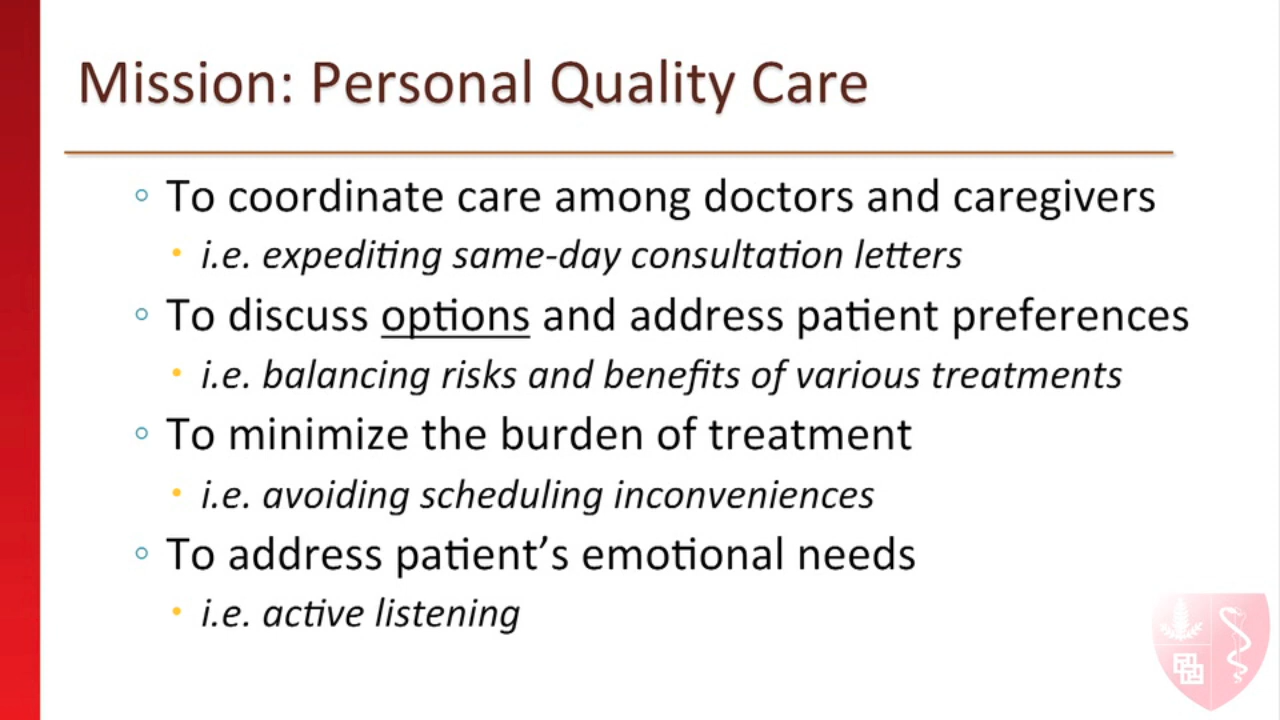 Mission: Personal Quality Care
To coordinate care among doctors and caregivers
i.e. expediting same-day consultation letters
To discuss options and address patient preferences
i.e. balancing risks and benefits of various treatments
To minimize the burden of treatment
i.e. avoiding scheduling inconveniences
To address patient’s emotional needs
i.e. active listening